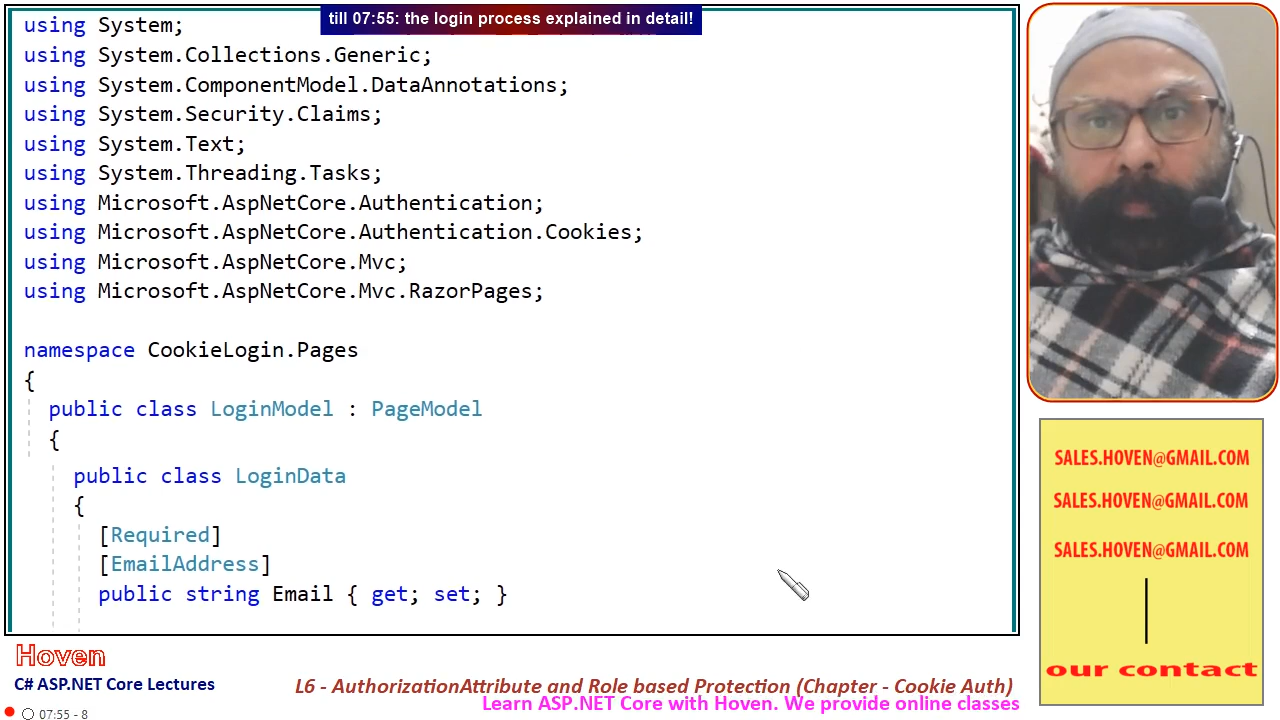 till 07:55: the login process explained in detail!
using System;
using System.Collections.Generic;
using System.ComponentModel.DataAnnotations;
using System.Security.Claims;
using System.Text;
using System.Threading.Tasks;
using Microsoft.AspNetCore.Authentication;
using Microsoft.AspNetCore.Authentication.Cookies;
using Microsoft.AspNetCore.Mvc;
using Microsoft.AspNetCore.Mvc.RazorPages;
namespace CookieLogin.Pages
{
public class LoginModel : PageModel
{
public class LoginData
{
[Required]
[EmailAddress]
public string Email { get; set; }
SALES.HOVEN@GMAIL.COM
SALES.HOVEN@GMAIL.COM
SALES.HOVEN@GMAIL.COM
our contact
Hoven
C# ASP.NET Core Lectures
L6 - AuthorizationAttribute and Role based Protection (Chapter - Cookie Auth)
Learn ASP.NET Core with Hoven. We provide online classes
07:55 - 8